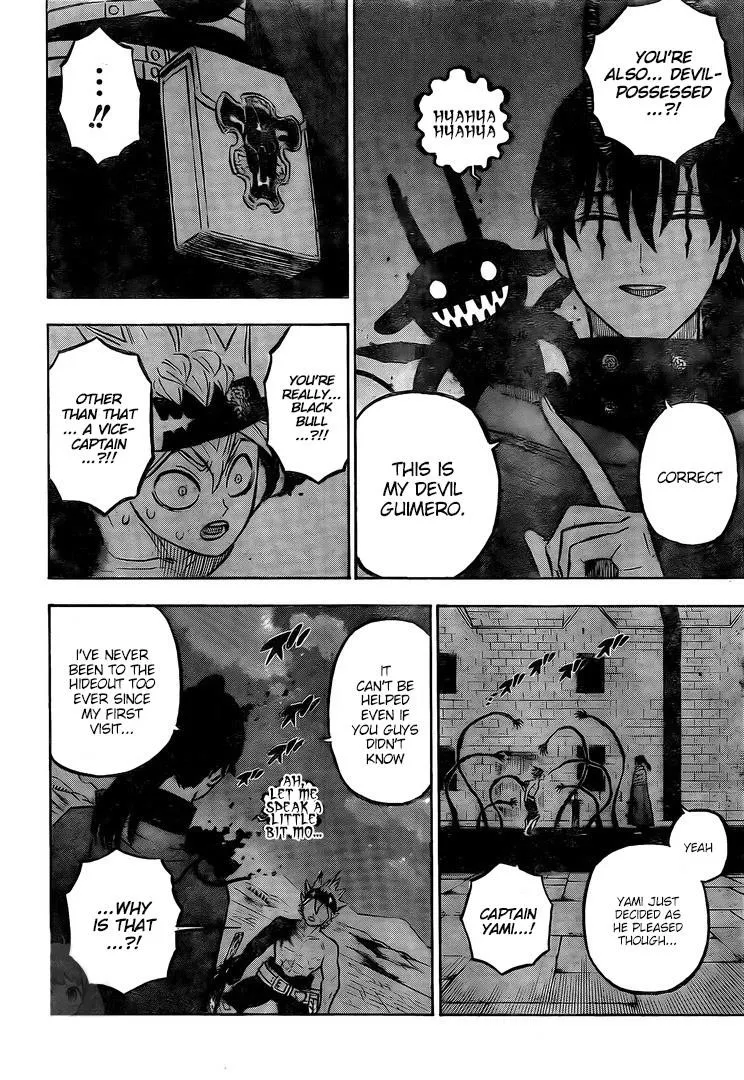 YOU'RE
ALSO... DEVIL-
POSSESSED
...?!
HYAHYA
HYAHYA
CORRECT
THIS IS
MY DEVIL
GUIMERO.
...!!
YOU'RE
REALLY...
BLACK
BULL
...?!!
OTHER
THAN THAT
... A VICE-
CAPTAIN
...?!!
YEAH
YAMI JUST
DECIDED AS
HE PLEASED
THOUGH...
CAPTAIN
YAMI...!
IT
CAN'T BE
HELPED
EVEN IF
YOU GUYS
DIDN'T
KNOW
I'VE NEVER
BEEN TO THE
HIDEOUT TOO
EVER SINCE
MY FIRST
VISIT...
AH,
LET ME
SPEAK A
LITTLE
BIT MO...
...WHY
IS THAT
...?!